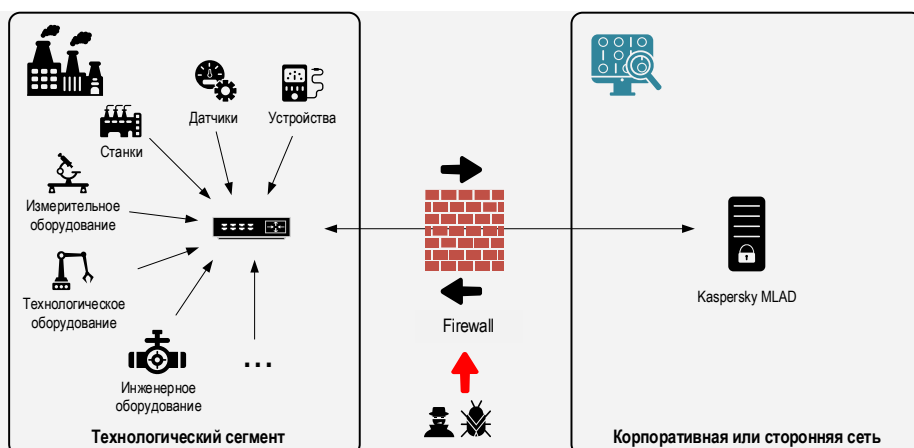 Датчики
Устройства
Станки
Измерительное
оборудование
Технологическое
оборудование
Инженерное
оборудование
...
Технологический сегмент
Firewall
Kaspersky MLAD
Корпоративная или сторонняя сеть